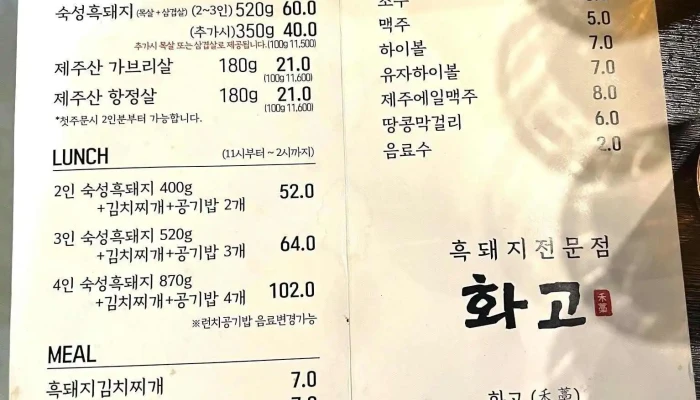 숙성흑돼지 (목살+삼겹살) (2~3인) 520g 60.0
(추가시) 350g 40.0
추가시 목살 또는 삼겹살로 제공됩니다. (100g 11,500)
제주산 가브리살 180g 21.0
(100g 11,600)
제주산 항정살 180g 21.0
(100g 11,600)
*첫주문시 2인분부터 가능합니다.
LUNCH (11시부터 ~ 2시까지)
2인 숙성흑돼지 400g
+김치찌개+공기밥 2개 52.0
3인 숙성흑돼지 520g
+김치찌개+공기밥 3개 64.0
4인 숙성흑돼지 870g
+김치찌개+공기밥 4개 102.0
※런치공기밥 음료변경가능
MEAL
흑돼지김치찌개 7.0
맥주 5.0
하이볼 7.0
유자하이볼 7.0
제주에일맥주 8.0
땅콩막걸리 6.0
음료수 2.0
흑돼지전문점
화고 禾藁
화고 (禾藁)